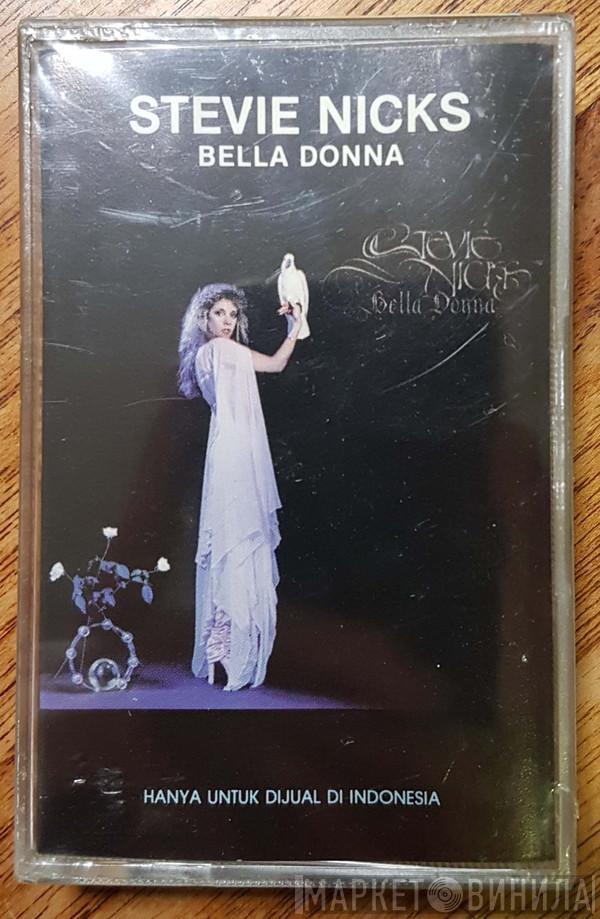 STEVIE NICKS
BELLA DONNA
STEVIE
NICKS
Bella Donna
HANYA UNTUK DIJUAL DI INDONESIA
МАРКЕТ ВИНИЛА